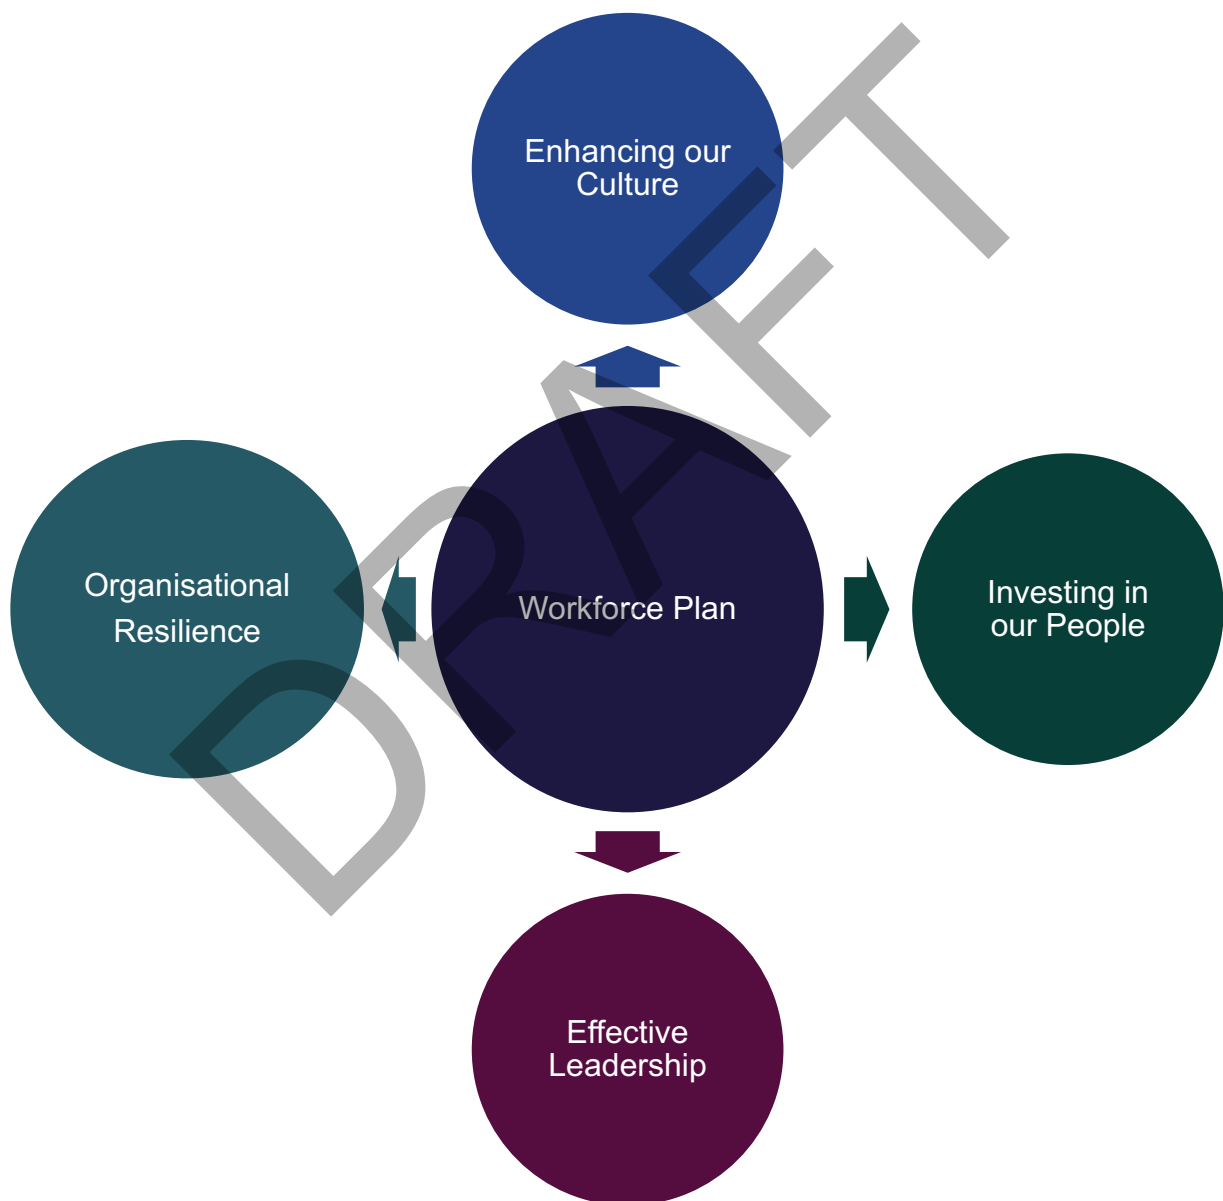 Enhancing our
Culture
Organisational
Resilience
Workforce Plan
Investing in
our People
Effective
Leadership
DRAFT